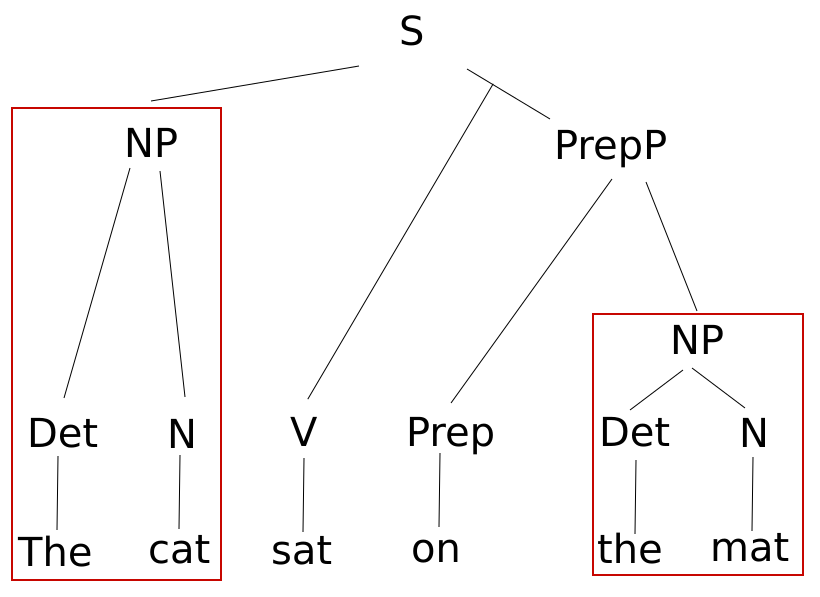 S
NP PrepP
NP
Det N V Prep Det N
The cat sat on the mat